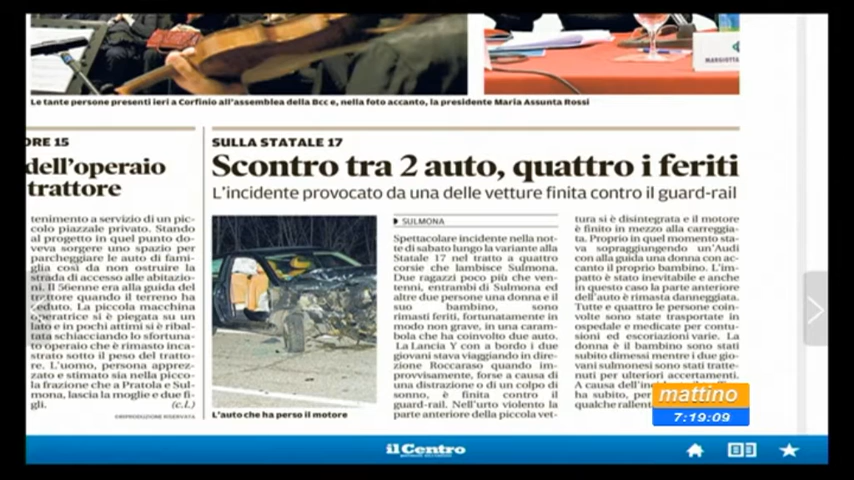 MARGIOTTA
Le tante persone presenti ieri a Corfinio all'assemblea della Bcc e, nella foto accanto, la presidente Maria Assunta Rossi
ORE 15
dell'operaio
trattore
tenimento a servizio di un pic-
colo piazzale privato. Stando
al progetto in quel punto do-
veva sorgere uno spazio per
parcheggiare le auto di fami-
glia così da non ostruire la
strada di accesso alle abitazio-
ni. Il 56enne era alla guida del
trattore quando il terreno ha
ceduto. La piccola macchina
operatrice si è piegata su un
lato e in pochi attimi si è ribal-
tata schiacciando lo sfortuna-
to operaio che è rimasto inca-
strato sotto il peso del tratto-
re. L'uomo, persona apprez-
zato e stimato sia nella picco-
la frazione che a Pratola e Sul-
mona, lascia la moglie e due fi-
gli.
(c.l.)
©RIPRODUZIONE RISERVATA
SULLA STATALE 17
Scontro tra 2 auto, quattro i feriti
L'incidente provocato da una delle vetture finita contro il guard-rail
L'auto che ha perso il motore
SULMONA
Spettacolare incidente nella not-
te di sabato lungo la variante alla
Statale 17 nel tratto a quattro
corsie che lambisce Sulmona.
Due ragazzi poco più che ven-
tenni, entrambi di Sulmona ed
altre due persone una donna e il
suo bambino, sono
rimasti feriti, fortunatamente in
modo non grave, in una caram-
bola che ha coinvolto due auto.
La Lancia Y con a bordo i due
giovani stava viaggiando in dire-
zione Roccaraso quando im-
provvisamente, forse a causa di
una distrazione o di un colpo di
sonno, è finita contro il
guard-rail. Nell'urto violento la
parte anteriore della piccola vet-
tura si è disintegrata e il motore
è finito in mezzo alla carreggia-
ta. Proprio in quel momento sta-
va sopraggiungendo un'Audi
con alla guida una donna con ac-
canto il proprio bambino. L'im-
patto è stato inevitabile e anche
in questo caso la parte anteriore
dell'auto è rimasta danneggiata.
Tutte e quattro le persone coin-
volte sono state trasportate in
ospedale e medicate per contu-
sioni ed escoriazioni varie. La
donna è il bambino sono stati
subito dimessi mentre i due gio-
vani sulmonesi sono stati tratte-
nuti per ulteriori accertamenti.
A causa dell'
ha subito, per
qualche rallent
mattino
7:19:09
il Centro